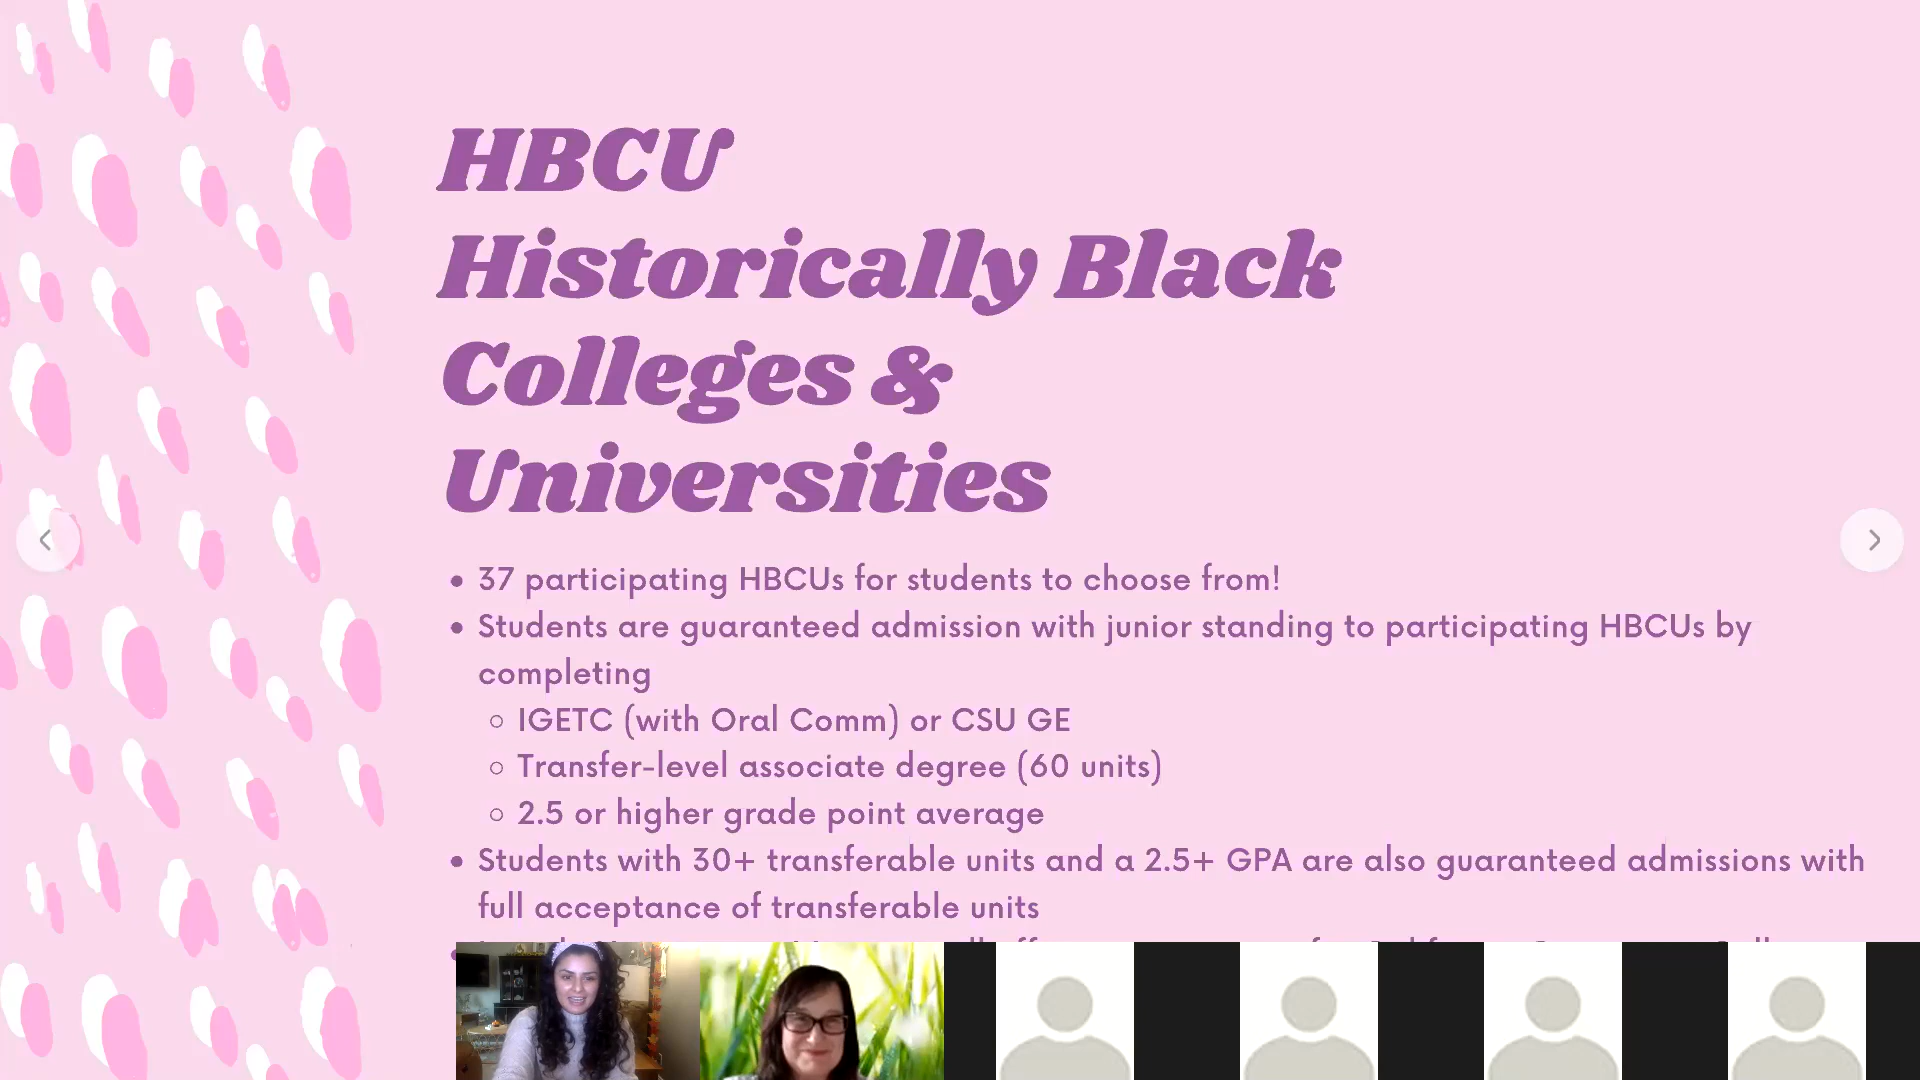 HBCU
Historically Black
Colleges &
Universities
37 participating HBCUs for students to choose from!
Students are guaranteed admission with junior standing to participating HBCUs by
completing
IGETC (with Oral Comm) or CSU GE
Transfer-level associate degree (60 units)
2.5 or higher grade point average
Students with 30+ transferable units and a 2.5+ GPA are also guaranteed admissions with
full acceptance of transferable units